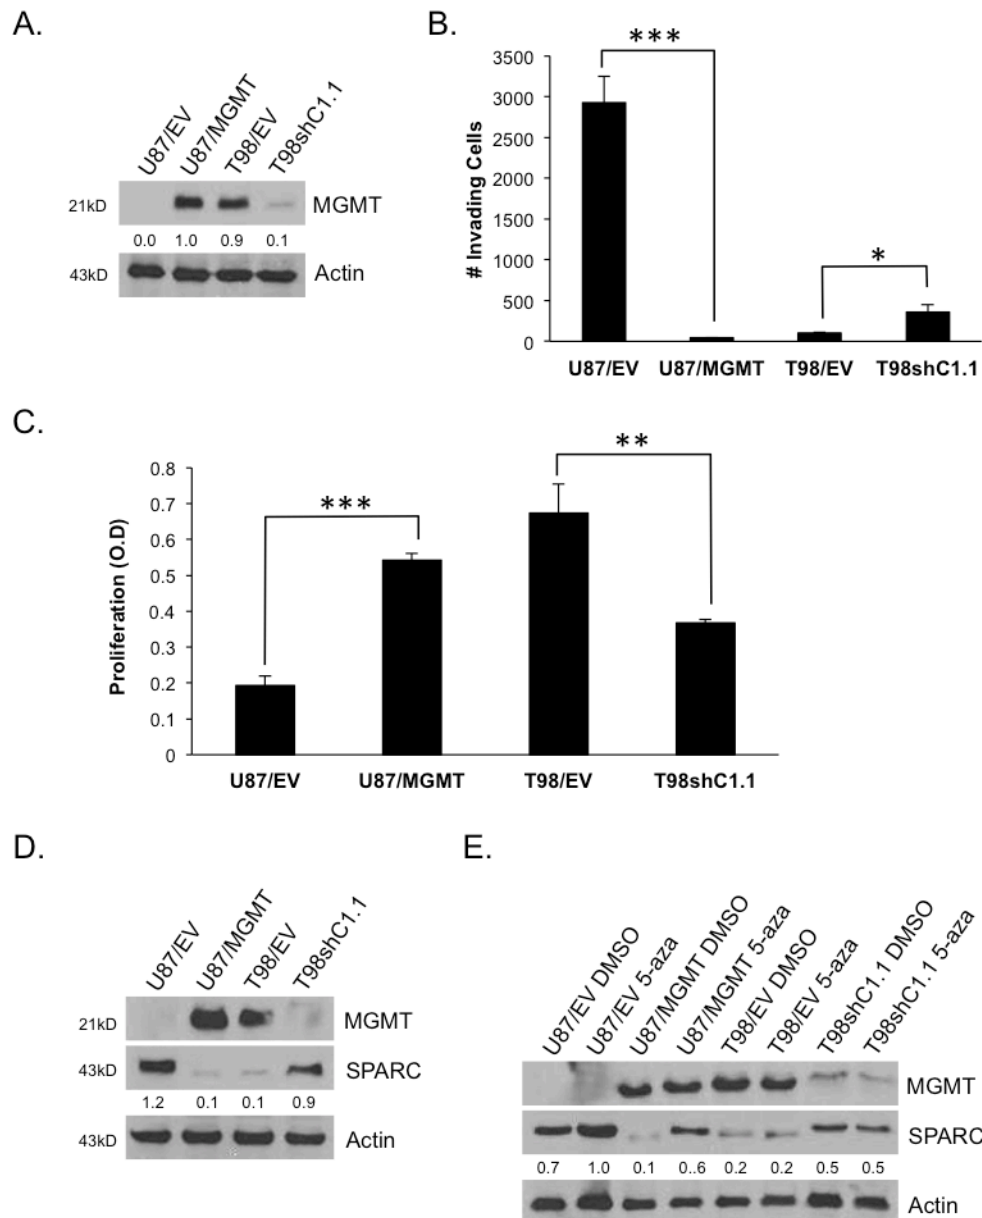 A.
U87/EV
U87/MGMT
T98/EV
T98shC1.1
21kD
MGMT
0.0 1.0 0.9 0.1
43kD
Actin
B.
***
*
# Invading Cells
3500
3000
2500
2000
1500
1000
500
0
U87/EV U87/MGMT T98/EV T98shC1.1
C.
***
**
Proliferation (O.D)
0.8
0.7
0.6
0.5
0.4
0.3
0.2
0.1
0
U87/EV U87/MGMT T98/EV T98shC1.1
D.
U87/EV
U87/MGMT
T98/EV
T98shC1.1
21kD
MGMT
43kD
SPARC
1.2 0.1 0.1 0.9
43kD
Actin
E.
U87/EV DMSO
U87/EV 5-aza
U87/MGMT DMSO
U87/MGMT 5-aza
T98/EV DMSO
T98/EV 5-aza
T98shC1.1 DMSO
T98shC1.1 5-aza
MGMT
SPARC
0.7 1.0 0.1 0..6 0.2 0.2 0.5 0.5
Actin